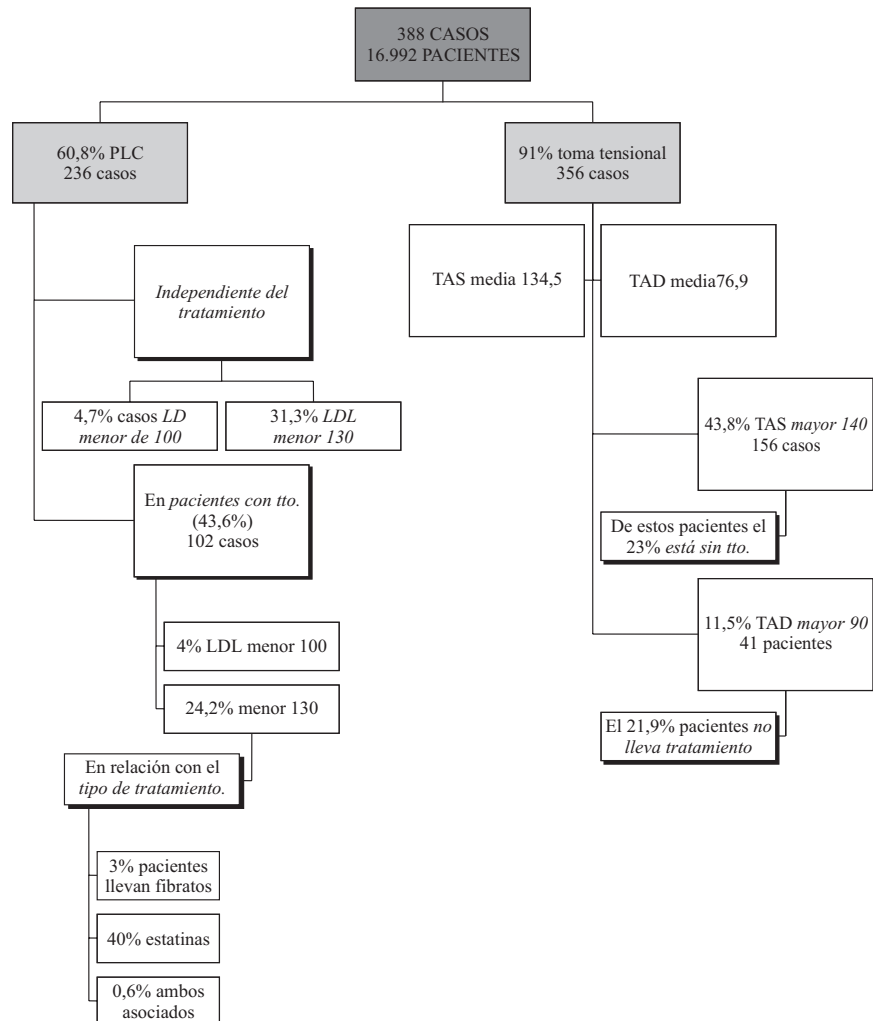 388 CASOS
16.992 PACIENTES
60,8% PLC
236 casos
91% toma tensional
356 casos
Independiente del
tratamiento
TAS media 134,5
TAD media76,9
4,7% casos LD
menor de 100
31,3% LDL
menor 130
43,8% TAS mayor 140
156 casos
En pacientes con tto.
(43,6%)
102 casos
De estos pacientes el
23% está sin tto.
4% LDL menor 100
24,2% menor 130
11,5% TAD mayor 90
41 pacientes
El 21,9% pacientes no
lleva tratamiento
En relación con el
tipo de tratamiento.
3% pacientes
llevan fibratos
40% estatinas
0,6% ambos
asociados